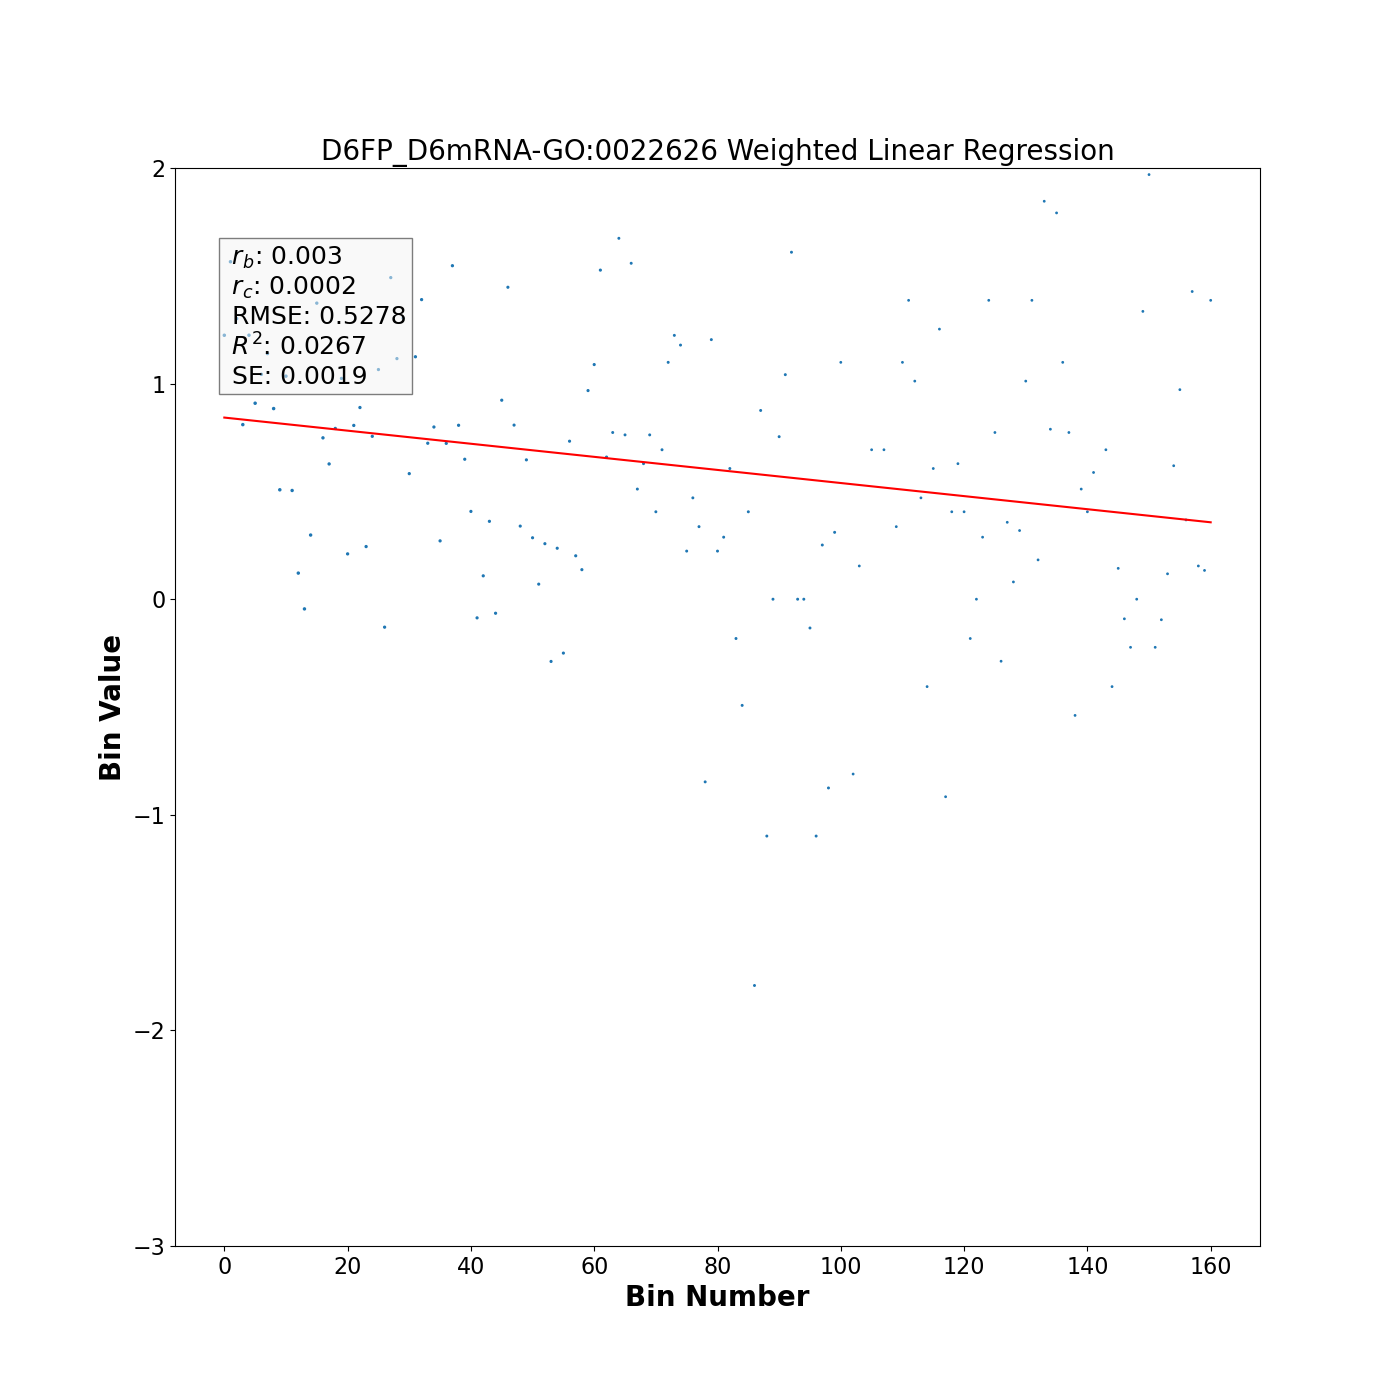 D6FP_D6mRNA-GO:0022626 Weighted Linear Regression
2
1
0
−1
−2
−3
r_b: 0.003
r_c: 0.0002
RMSE: 0.5278
R²: 0.0267
SE: 0.0019
Bin Value
0 20 40 60 80 100 120 140 160
Bin Number